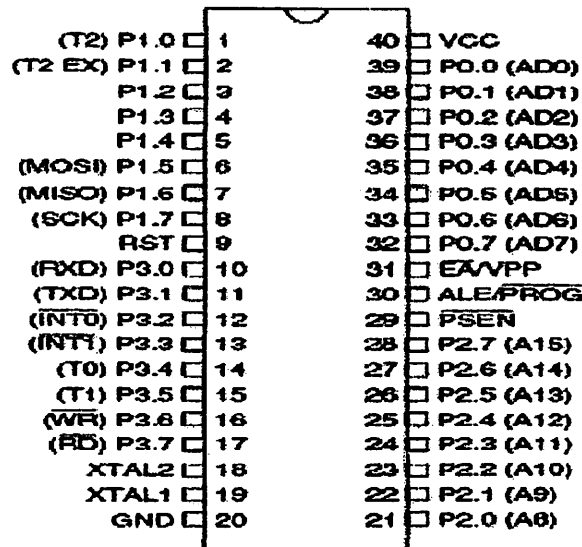 (T2) P1.0 1 40 VCC
(T2 EX) P1.1 2 39 P0.0 (AD0)
P1.2 3 38 P0.1 (AD1)
P1.3 4 37 P0.2 (AD2)
P1.4 5 36 P0.3 (AD3)
(MOSI) P1.5 6 35 P0.4 (AD4)
(MISO) P1.6 7 34 P0.5 (AD5)
(SCK) P1.7 8 33 P0.6 (AD6)
RST 9 32 P0.7 (AD7)
(RXD) P3.0 10 31 EA/VPP
(TXD) P3.1 11 30 ALE/PROG
(INT0) P3.2 12 29 PSEN
(INT1) P3.3 13 28 P2.7 (A15)
(T0) P3.4 14 27 P2.6 (A14)
(T1) P3.5 15 26 P2.5 (A13)
(WR) P3.6 16 25 P2.4 (A12)
(RD) P3.7 17 24 P2.3 (A11)
XTAL2 18 23 P2.2 (A10)
XTAL1 19 22 P2.1 (A9)
GND 20 21 P2.0 (A8)